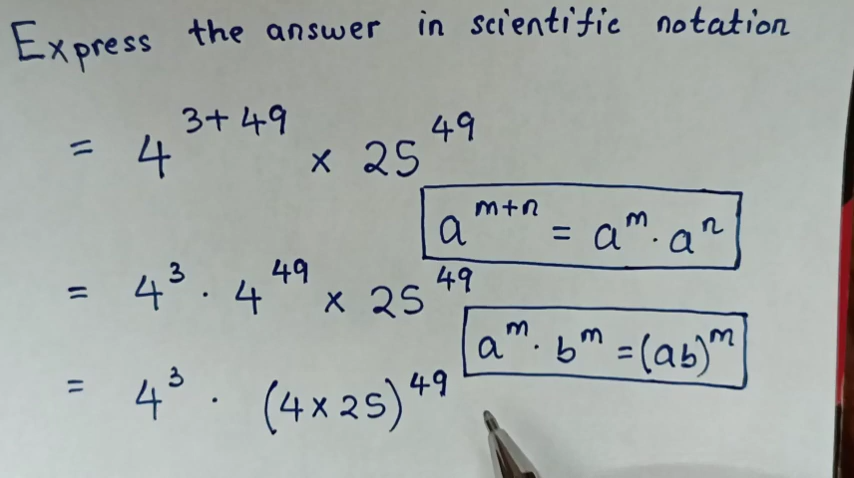 Express the answer in scientific notation
= 4^{3+49} × 25^{49}
a^{m+n} = a^m · a^n
= 4^3 · 4^{49} × 25^{49}
a^m · b^m = (ab)^m
= 4^3 · (4×25)^{49}